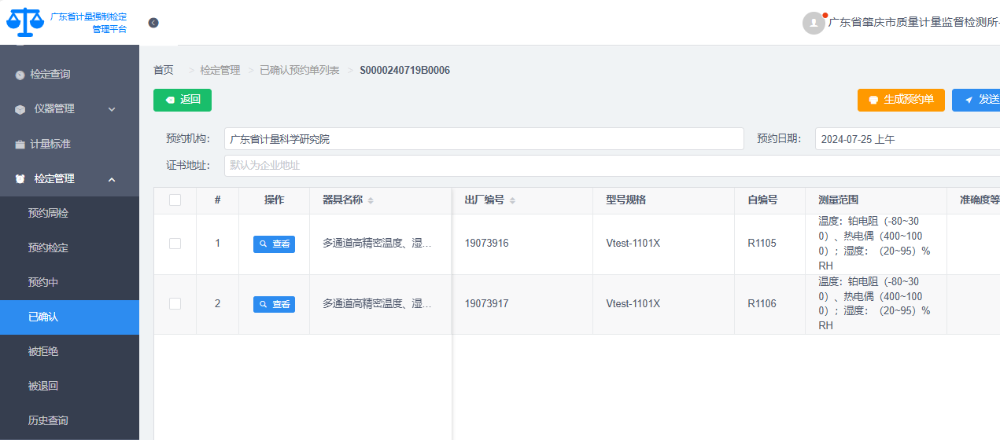 广东省计量强制检定
管理平台
广东省肇庆市质量计量监督检测所
检定查询
仪器管理
计量标准
检定管理
预约周检
预约检定
预约中
已确认
被拒绝
被退回
历史查询
首页 > 检定管理 > 已确认预约单列表 > S0000240719B0006
返回
生成预约单
发送
预约机构: 广东省计量科学研究院
预约日期: 2024-07-25 上午
证书地址: 默认为企业地址
# 操作 器具名称 出厂编号 型号规格 自编号 测量范围 准确度等
1 查看 多通道高精密温度、湿... 19073916 Vtest-1101X R1105
温度：铂电阻（-80~30
0）、热电偶（400~100
0）；湿度：（20~95）%
RH
2 查看 多通道高精密温度、湿... 19073917 Vtest-1101X R1106
温度：铂电阻（-80~30
0）、热电偶（400~100
0）；湿度：（20~95）%
RH